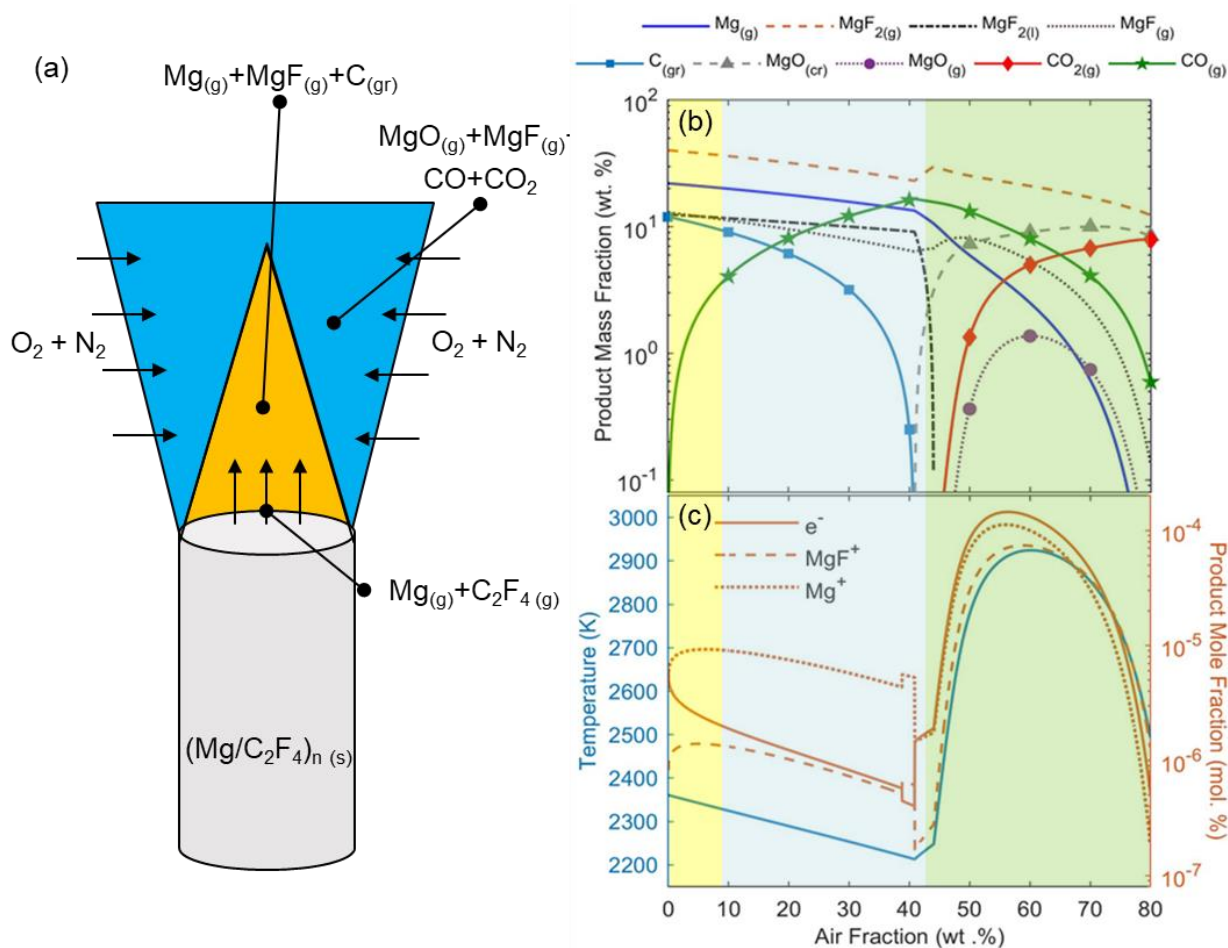 (a)
Mg(g)+MgF(g)+C(gr)
MgO(g)+MgF(g)+
CO+CO2
O2 + N2
O2 + N2
Mg(g)+C2F4 (g)
(Mg/C2F4)n (s)
Mg(g) MgF2(g) MgF2(l) MgF(g)
C(gr) MgO(cr) MgO(g) CO2(g) CO(g)
(b)
Product Mass Fraction (wt. %)
10^2
10^1
10^0
10^-1
(c)
e-
MgF+
Mg+
Temperature (K)
3000
2900
2800
2700
2600
2500
2400
2300
2200
Product Mole Fraction (mol. %)
10^-4
10^-5
10^-6
10^-7
0 10 20 30 40 50 60 70 80
Air Fraction (wt .%)